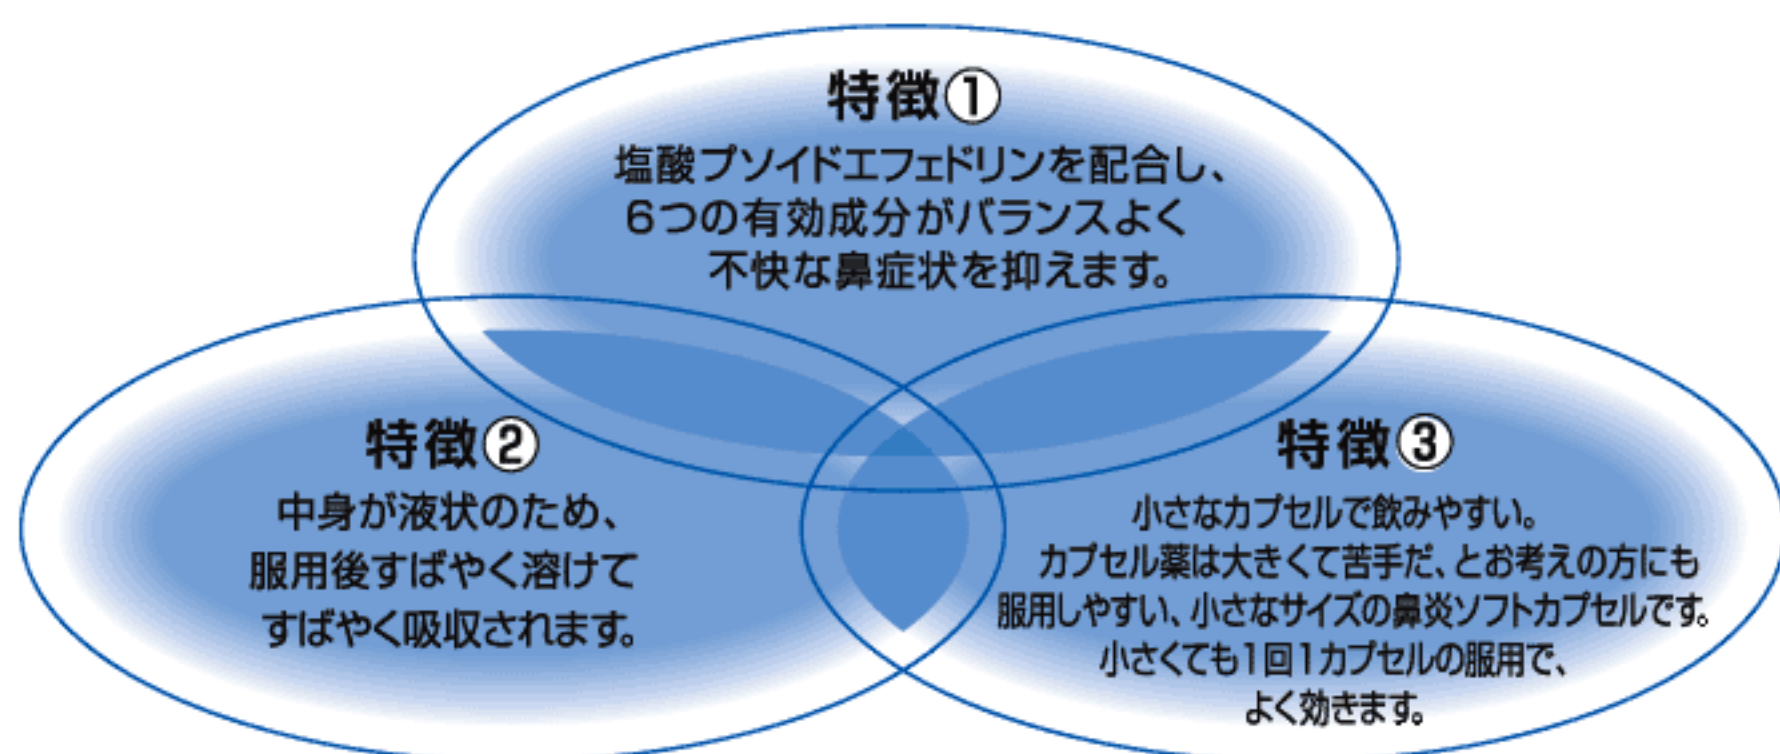 特徴①
塩酸プソイドエフェドリンを配合し、
6つの有効成分がバランスよく
不快な鼻症状を抑えます。
特徴②
中身が液状のため、
服用後すばやく溶けて
すばやく吸収されます。
特徴③
小さなカプセルで飲みやすい。
カプセル薬は大きくて苦手だ、とお考えの方にも
服用しやすい、小さなサイズの鼻炎ソフトカプセルです。
小さくても1回1カプセルの服用で、
よく効きます。